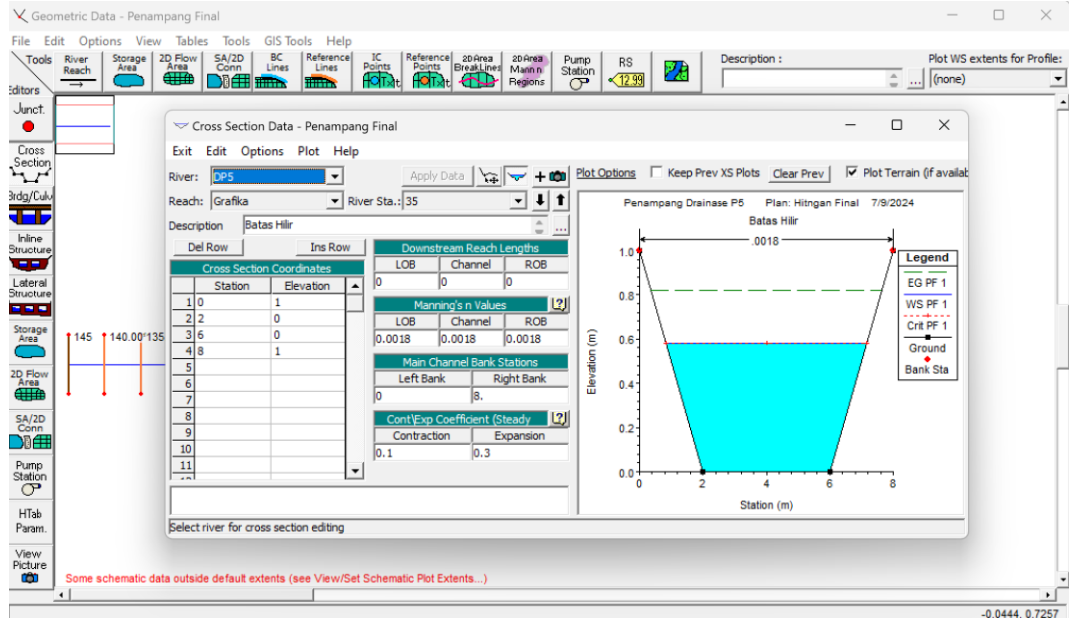 Geometric Data - Penampang Final
File Edit Options View Tables Tools GIS Tools Help
Tools
Editors
River Reach
Storage Area
2D Flow Area
SA/2D Conn
BC Lines
Reference Lines
IC Points
Reference Points
2D Area BreakLines
2D Area Mann n Regions
Pump Station
RS
12.99
Description :
...
Plot WS extents for Profile:
(none)
Junct.
Cross Section
Brdg/Culv
Inline Structure
Lateral Structure
Storage Area
2D Flow Area
SA/2D Conn
Pump Station
HTab Param.
View Picture
145 140.00*135
Cross Section Data - Penampang Final
Exit Edit Options Plot Help
River: DP5 Apply Data
Plot Options Keep Prev XS Plots Clear Prev Plot Terrain (if availab
Reach: Grafika River Sta.: 35
Description Batas Hilir ...
Del Row Ins Row
Cross Section Coordinates
Station Elevation
1 0 1
2 2 0
3 6 0
4 8 1
5
6
7
8
9
10
11
Downstream Reach Lengths
LOB Channel ROB
0 0 0
Manning's n Values
LOB Channel ROB
0.0018 0.0018 0.0018
Main Channel Bank Stations
Left Bank Right Bank
0 8.
Cont\Exp Coefficient (Steady
Contraction Expansion
0.1 0.3
Penampang Drainase P5 Plan: Hitngan Final 7/9/2024
Batas Hilir
.0018
1.0
0.8
0.6
0.4
0.2
0.0
Elevation (m)
0 2 4 6 8
Station (m)
Legend
EG PF 1
WS PF 1
Crit PF 1
Ground
Bank Sta
Select river for cross section editing
Some schematic data outside default extents (see View/Set Schematic Plot Extents...)
-0.0444, 0.7257